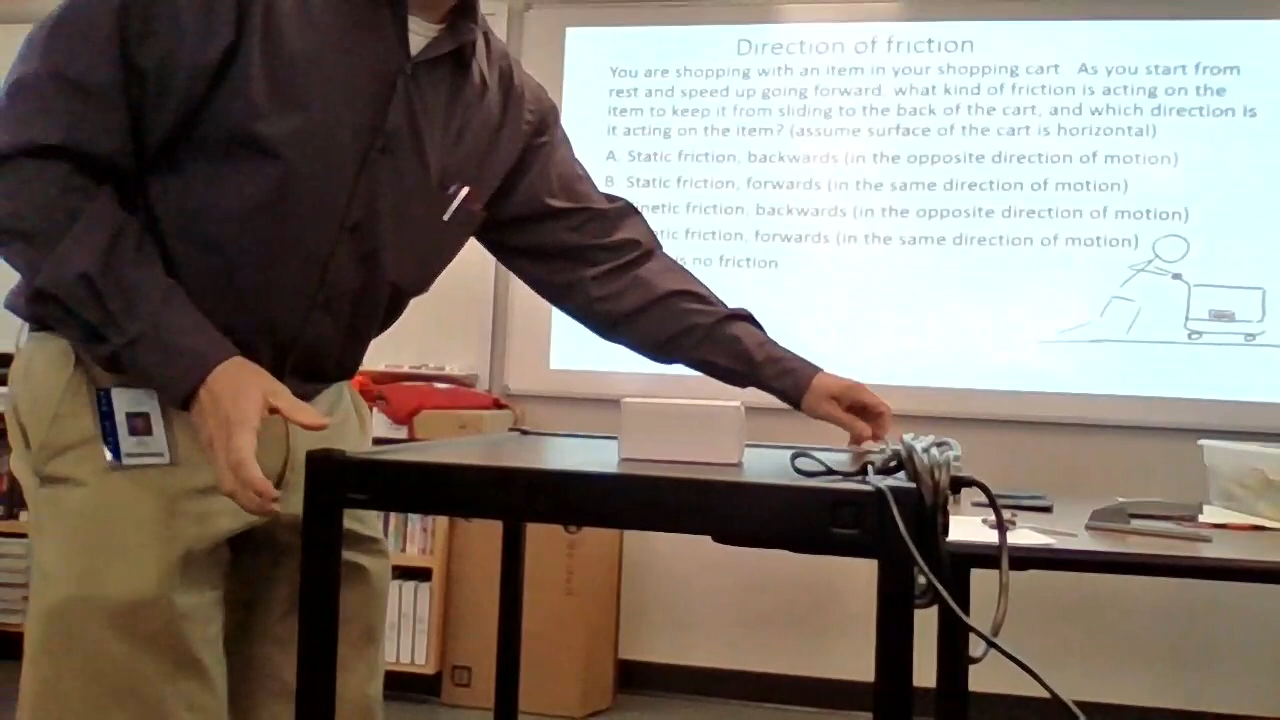 Direction of friction
You are shopping with an item in your shopping cart As you start from
rest and speed up going forward, what kind of friction is acting on the
item to keep it from sliding to the back of the cart, and which direction is
it acting on the item? (assume surface of the cart is horizontal)
A. Static friction, backwards (in the opposite direction of motion)
B. Static friction, forwards (in the same direction of motion)
inetic friction, backwards (in the opposite direction of motion)
etic friction, forwards (in the same direction of motion)
is no friction